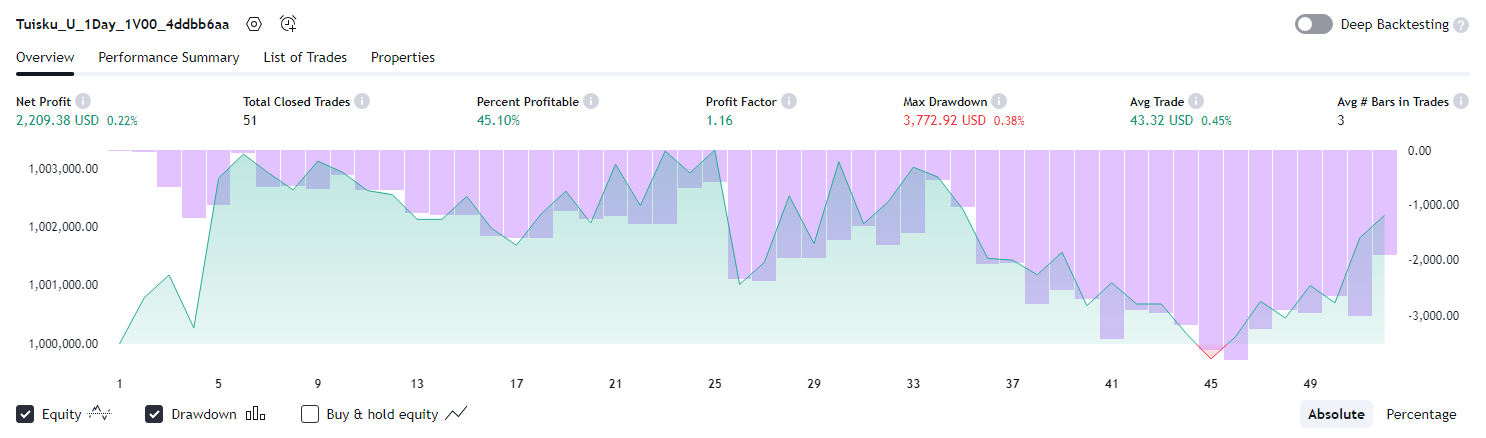 Tuisku_U_1Day_1V00_4ddbb6aa
Deep Backtesting ?
Overview Performance Summary List of Trades Properties
Net Profit i Total Closed Trades i Percent Profitable i Profit Factor i Max Drawdown i Avg Trade i Avg # Bars in Trades i
2,209.38 USD 0.22% 51 45.10% 1.16 3,772.92 USD 0.38% 43.32 USD 0.45% 3
0.00
1,003,000.00
-1,000.00
1,002,000.00
-2,000.00
1,001,000.00
-3,000.00
1,000,000.00
1 5 9 13 17 21 25 29 33 37 41 45 49
Equity Drawdown Buy & hold equity Absolute Percentage